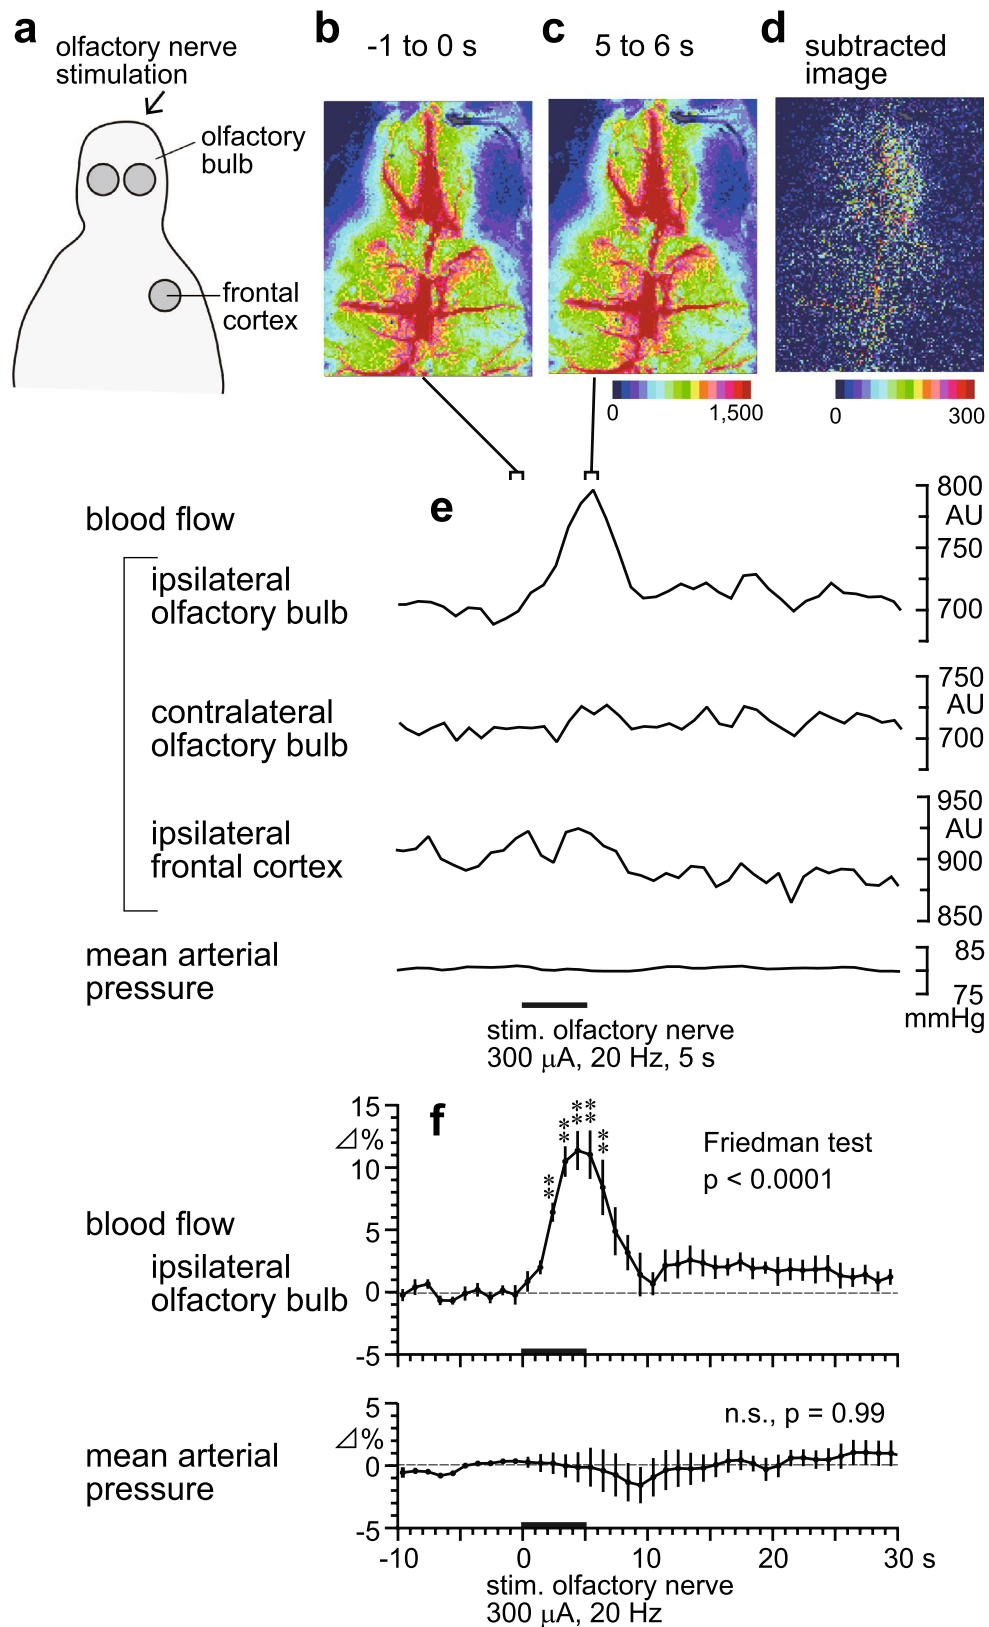 a
olfactory nerve
stimulation
olfactory
bulb
frontal
cortex
b
-1 to 0 s
c
5 to 6 s
d
subtracted
image
0
1,500
0
300
blood flow
e
ipsilateral
olfactory bulb
800
AU
750
700
contralateral
olfactory bulb
750
AU
700
ipsilateral
frontal cortex
950
AU
900
850
mean arterial
pressure
85
75
mmHg
stim. olfactory nerve
300 µA, 20 Hz, 5 s
f
15
⊿%
10
5
0
-5
** ** ** ** **
Friedman test
p < 0.0001
blood flow
ipsilateral
olfactory bulb
5
⊿%
0
-5
n.s., p = 0.99
mean arterial
pressure
-10 0 10 20 30 s
stim. olfactory nerve
300 µA, 20 Hz